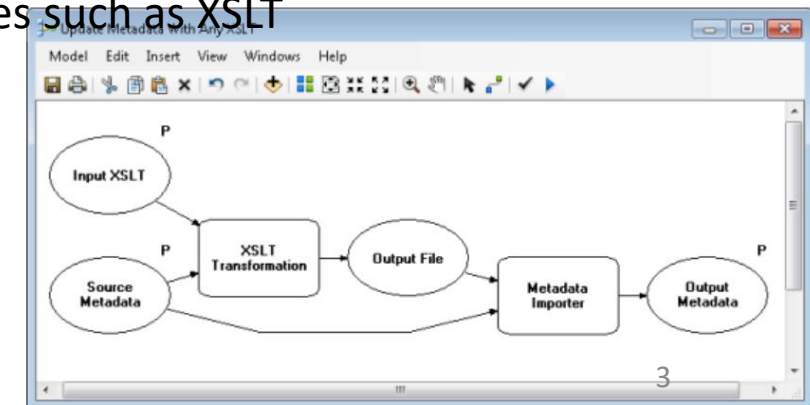 es such as XSLT
Update Metadata With Any XSLT
Model Edit Insert View Windows Help
P
Input XSLT
P
XSLT
Transformation
Output File
P
Source
Metadata
Metadata
Importer
Output
Metadata
3